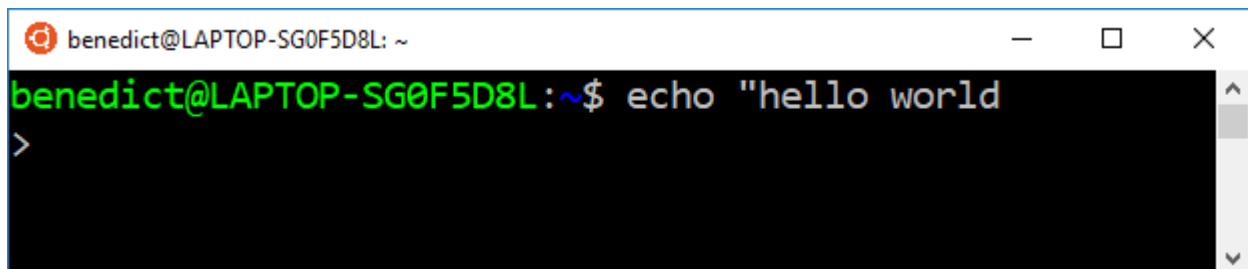 benedict@LAPTOP-SG0F5D8L: ~
benedict@LAPTOP-SG0F5D8L:~$ echo "hello world
>